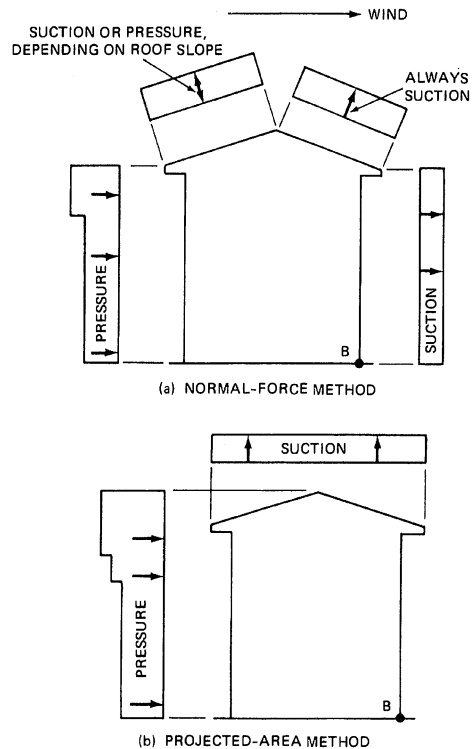 WIND
SUCTION OR PRESSURE,
DEPENDING ON ROOF SLOPE
ALWAYS
SUCTION
PRESSURE
SUCTION
B
(a) NORMAL-FORCE METHOD
SUCTION
PRESSURE
B
(b) PROJECTED-AREA METHOD